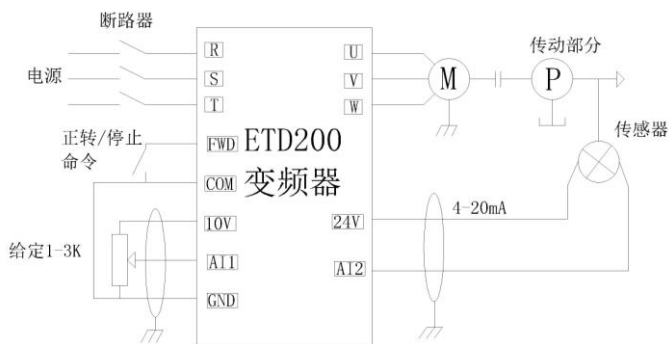 断路器
电源
R
S
T
正转/停止
命令
FWD
COM
10V
给定1-3K
AI1
GND
ETD200
变频器
U
V
W
M
传动部分
P
传感器
24V
4-20mA
AI2